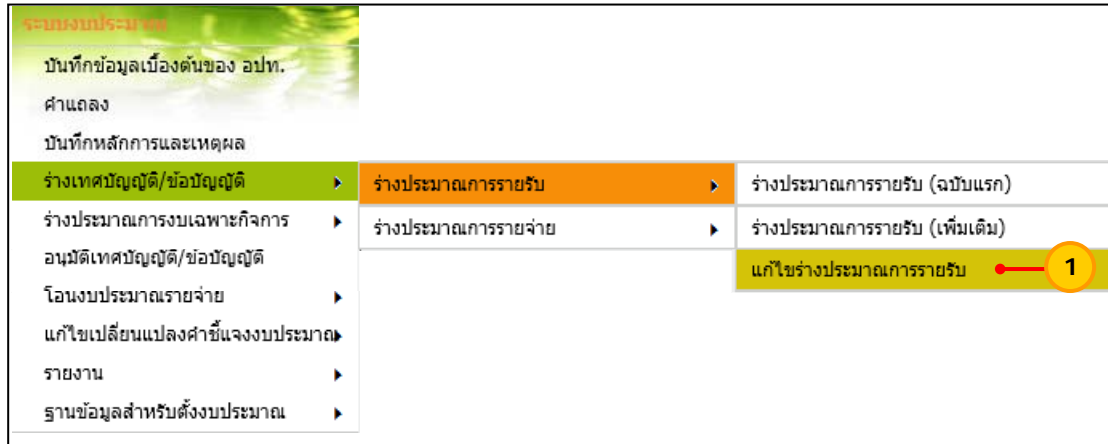 ระบบงบประมาณ
บันทึกข้อมูลเบื้องต้นของ อปท.
คำแถลง
บันทึกหลักการและเหตุผล
ร่างเทศบัญญัติ/ข้อบัญญัติ
ร่างประมาณการรายรับ
ร่างประมาณการรายรับ (ฉบับแรก)
ร่างประมาณการงบเฉพาะกิจการ
ร่างประมาณการรายจ่าย
ร่างประมาณการรายรับ (เพิ่มเติม)
อนุมัติเทศบัญญัติ/ข้อบัญญัติ
แก้ไขร่างประมาณการรายรับ
1
โอนงบประมาณรายจ่าย
แก้ไขเปลี่ยนแปลงคำชี้แจงงบประมาณ
รายงาน
ฐานข้อมูลสำหรับตั้งงบประมาณ